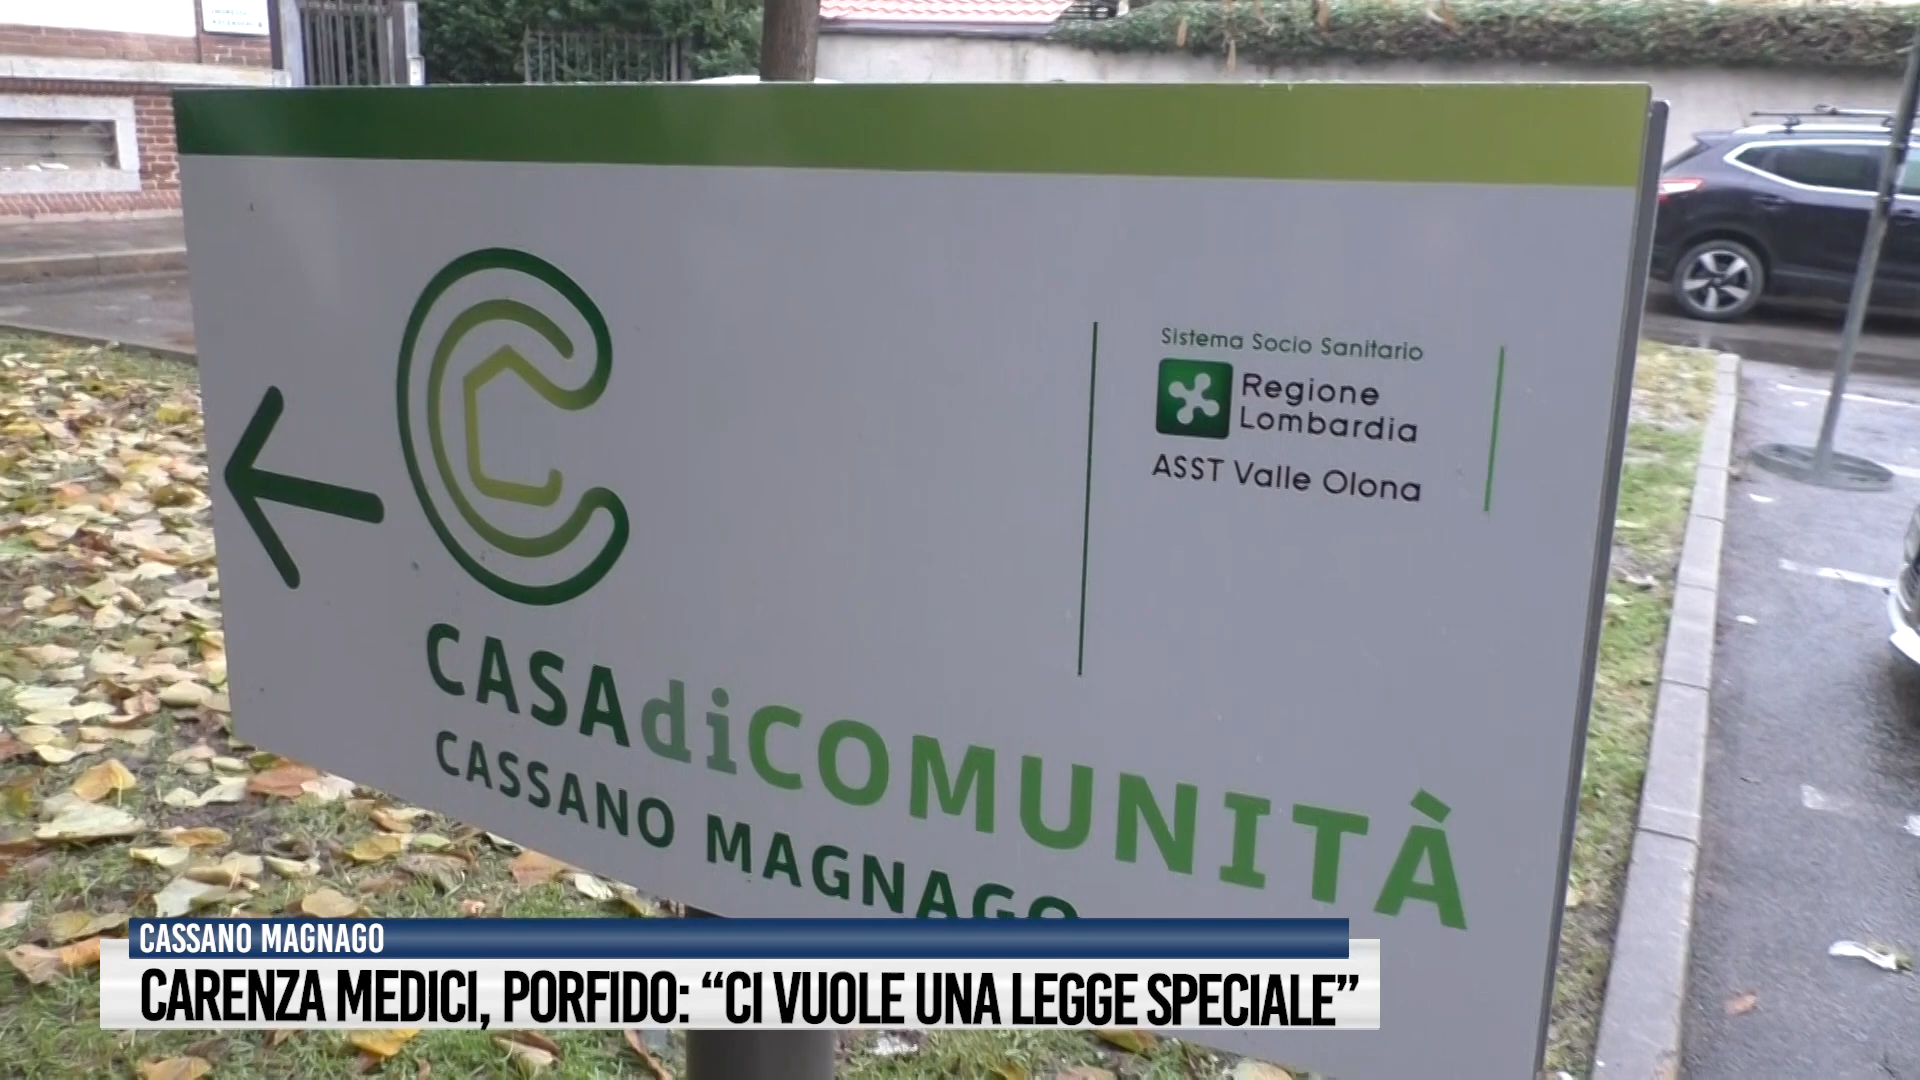 Sistema Socio Sanitario
Regione
Lombardia
ASST Valle Olona
CASAdiCOMUNITÀ
CASSANO MAGNAGO
CASSANO MAGNAGO
CARENZA MEDICI, PORFIDO: “CI VUOLE UNA LEGGE SPECIALE”